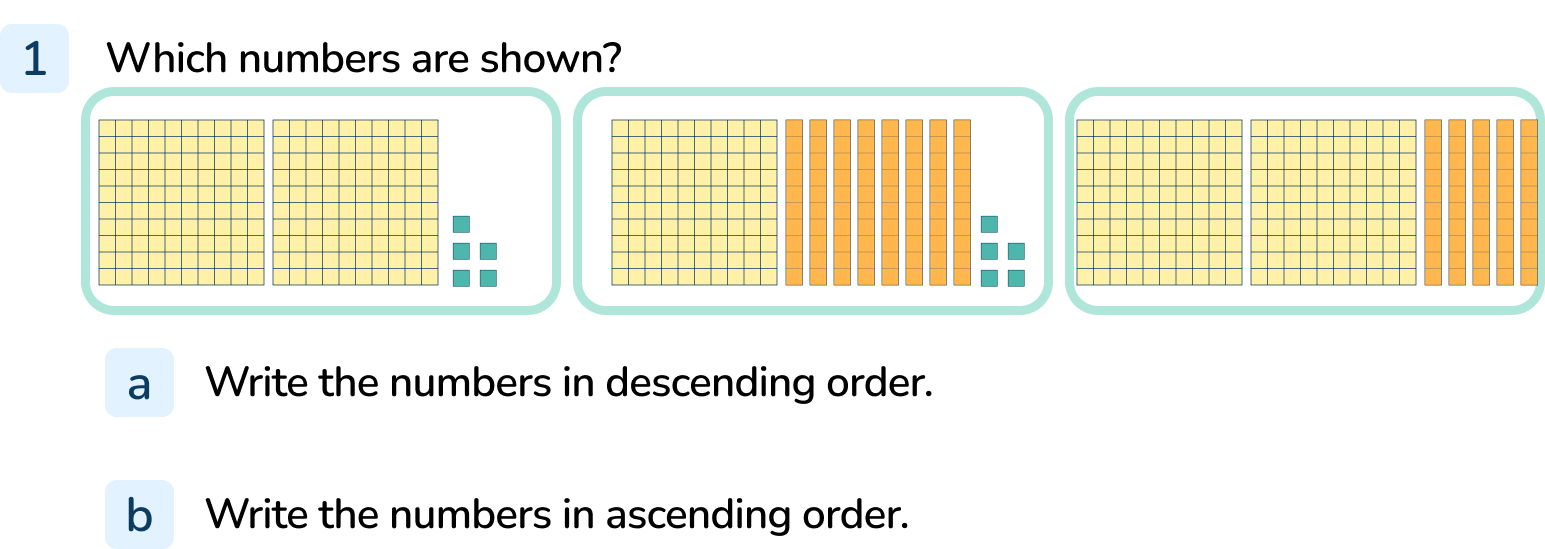 1 Which numbers are shown?
a Write the numbers in descending order.
b Write the numbers in ascending order.